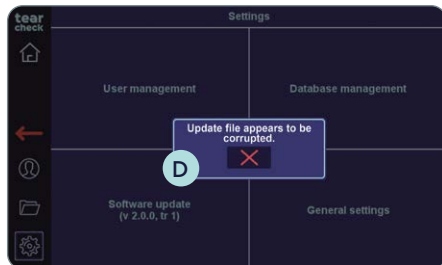 tear
check
Settings
User management
Database management
Update file appears to be
corrupted.
D
Software update
(v 2.0.0, tr 1)
General settings